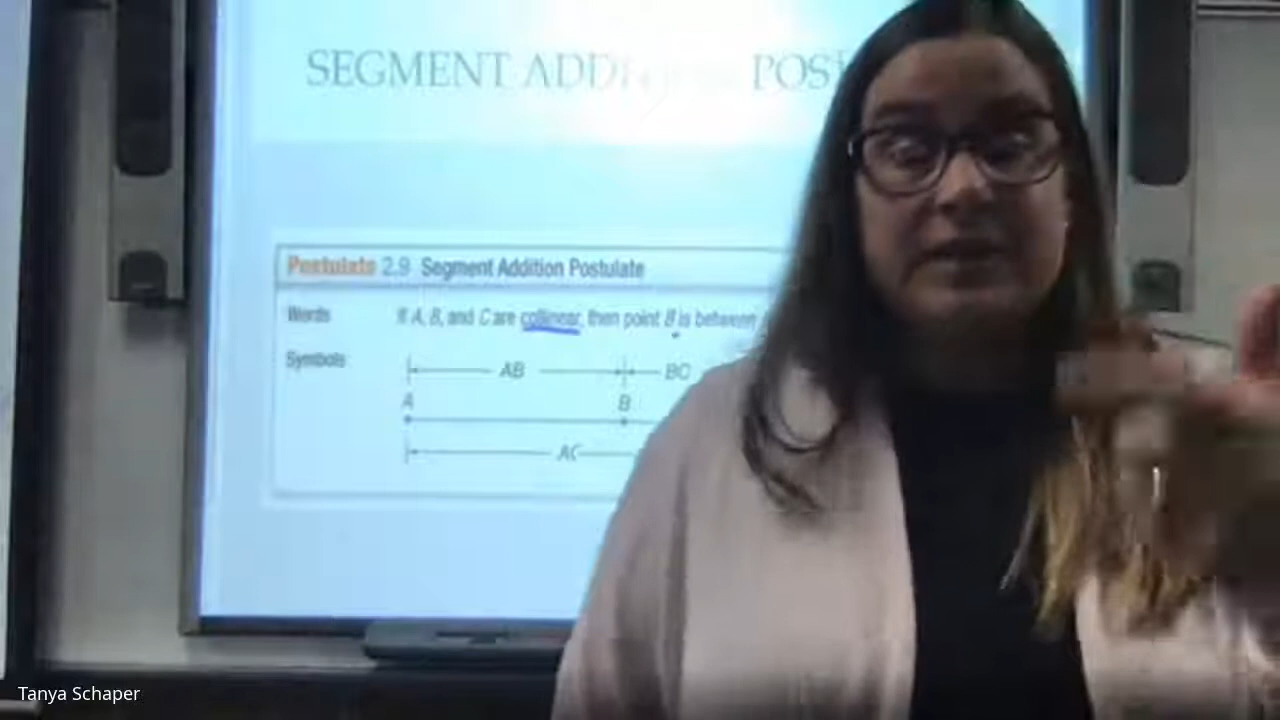 SEGMENT ADD POS
Postulate 2.9 Segment Addition Postulate
Words If A, B, and C are collinear, then point B is between
Symbols AB BC
A B
AC
Tanya Schaper